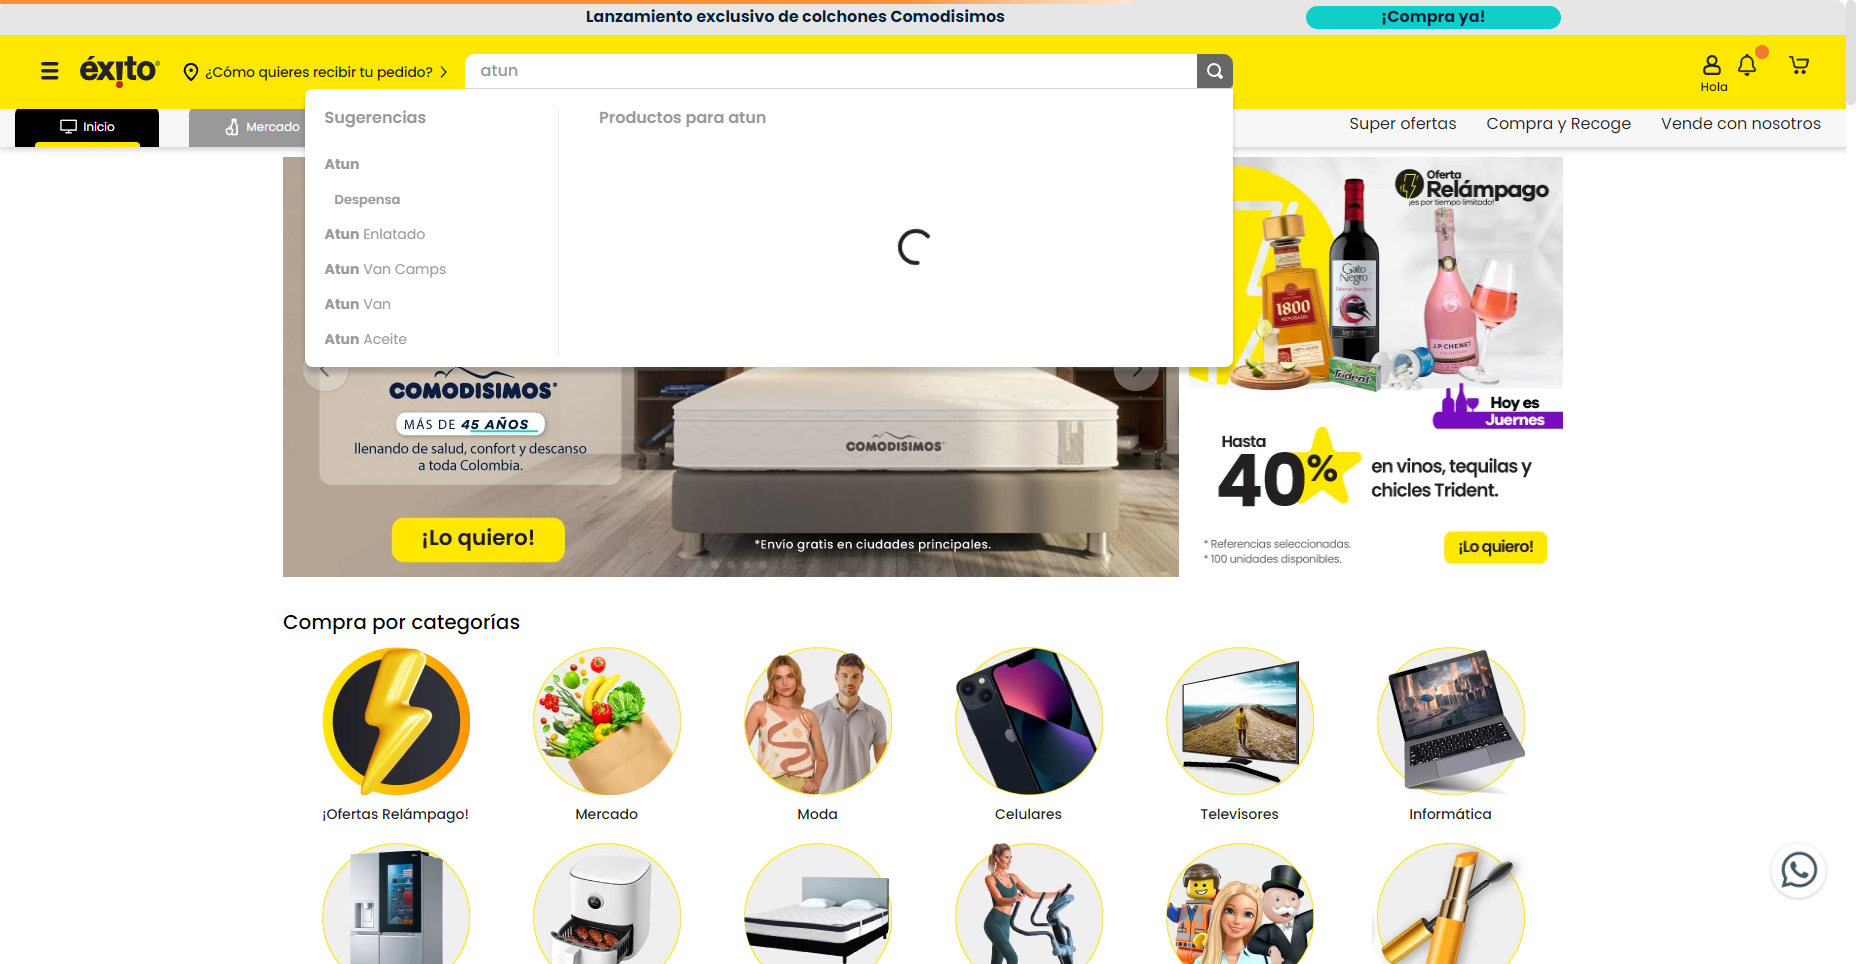 Lanzamiento exclusivo de colchones Comodisimos
¡Compra ya!
éxito
¿Cómo quieres recibir tu pedido?
atun
Hola
Inicio
Mercado
Super ofertas
Compra y Recoge
Vende con nosotros
Sugerencias
Atun
Despensa
Atun Enlatado
Atun Van Camps
Atun Van
Atun Aceite
Productos para atun
COMODISIMOS
MÁS DE 45 AÑOS
llenando de salud, confort y descanso
a toda Colombia.
¡Lo quiero!
COMODISIMOS
*Envío gratis en ciudades principales.
Oferta
Relámpago
¡es por tiempo limitado!
1800
REPOSADO
Gato
Negro
J.P. CHENET
Trident
Hoy es
Juernes
Hasta
40%
en vinos, tequilas y
chicles Trident.
* Referencias seleccionadas.
* 100 unidades disponibles.
¡Lo quiero!
Compra por categorías
¡Ofertas Relámpago!
Mercado
Moda
Celulares
Televisores
Informática